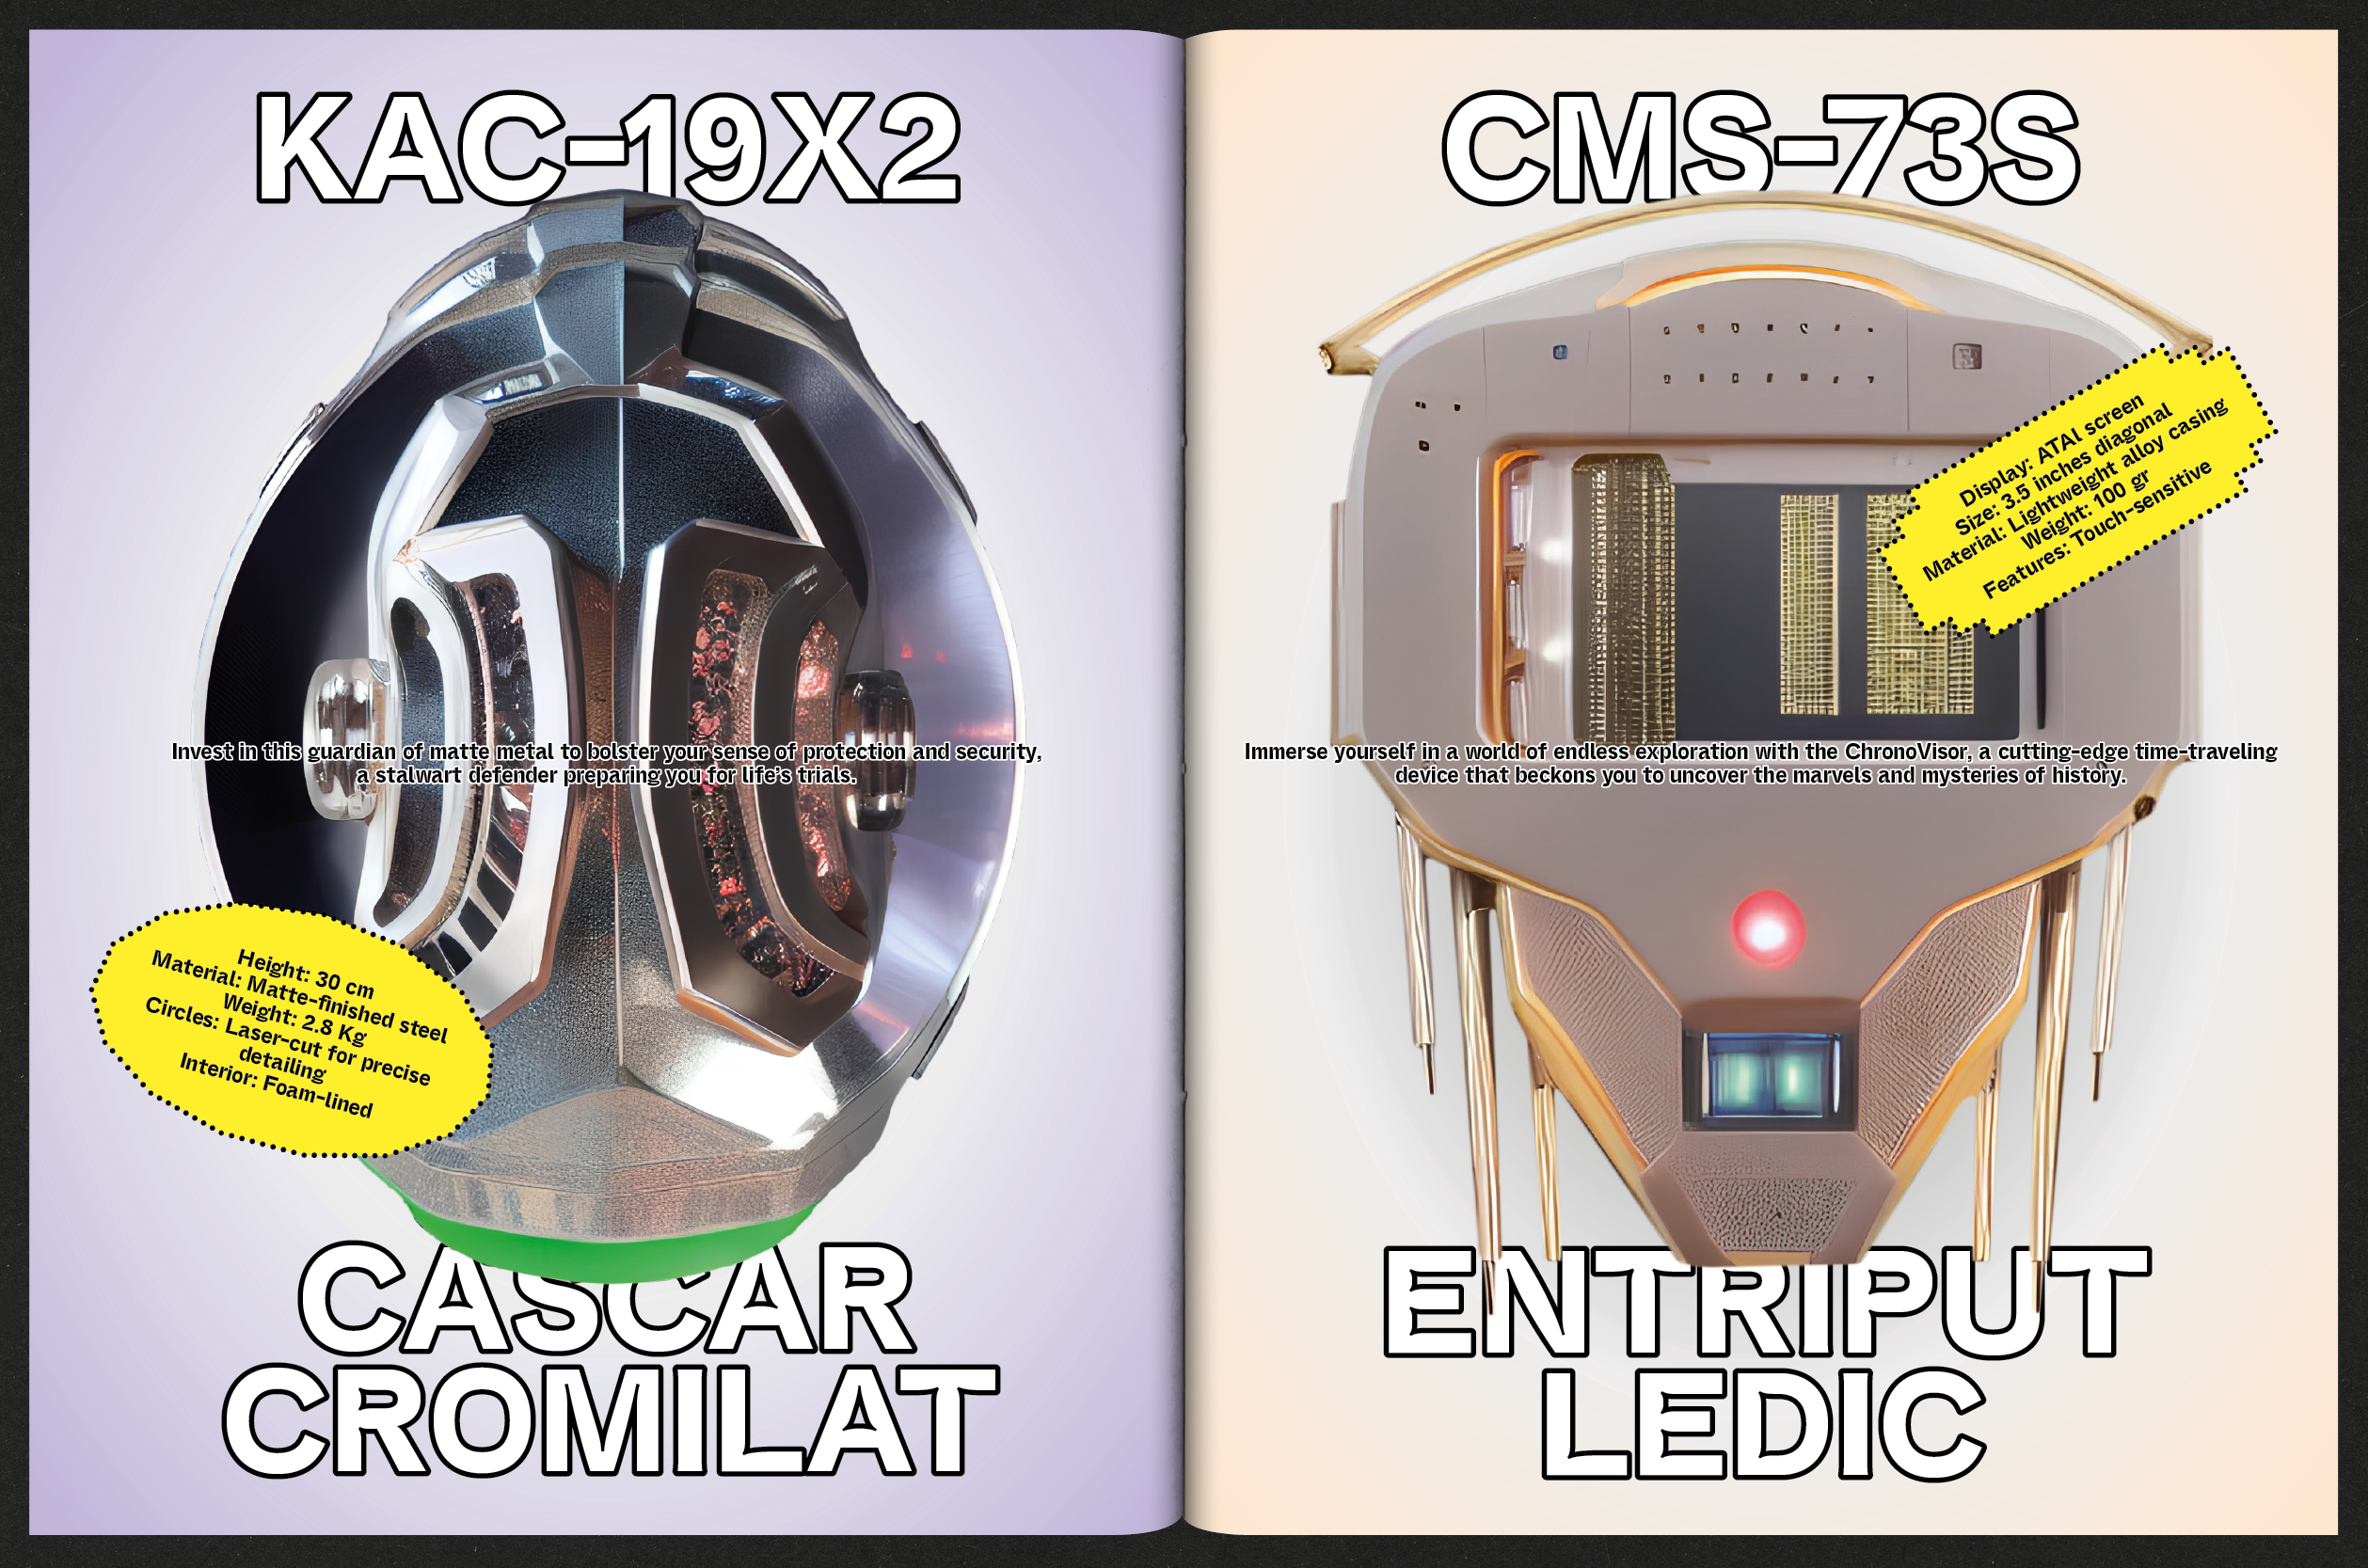 KAC-19X2
Invest in this guardian of matte metal to bolster your sense of protection and security,
a stalwart defender preparing you for life's trials.
Height: 30 cm
Material: Matte-finished steel
Weight: 2.8 Kg
Circles: Laser-cut for precise
detailing
Interior: Foam-lined
CASCAR
CROMILAT
CMS-73S
Display: ATAI screen
Size: 3.5 inches diagonal
Material: Lightweight alloy casing
Weight: 100 gr
Features: Touch-sensitive
Immerse yourself in a world of endless exploration with the ChronoVisor, a cutting-edge time-traveling
device that beckons you to uncover the marvels and mysteries of history.
ENTRIPUT
LEDIC